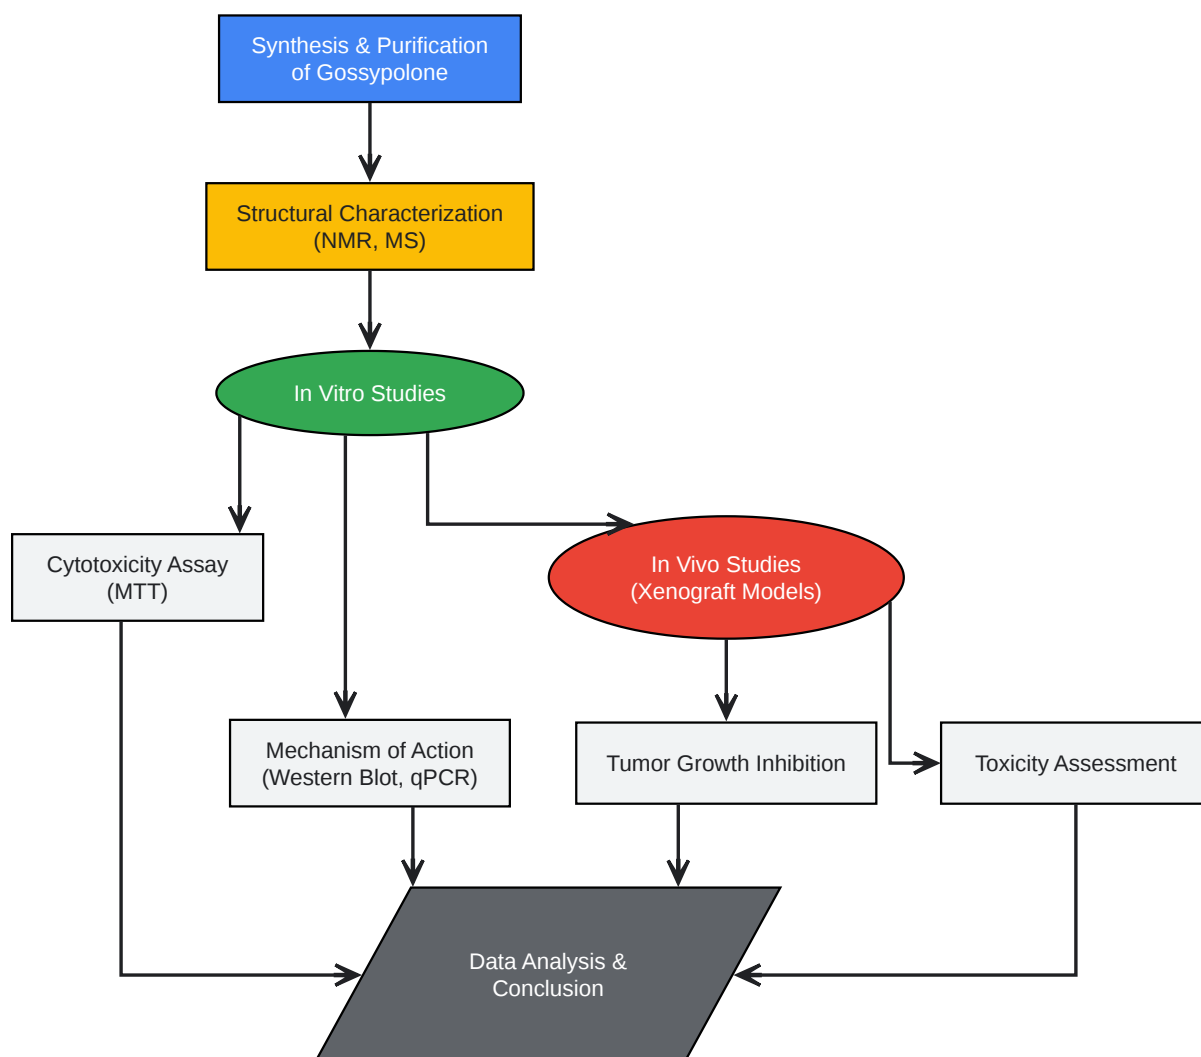 Synthesis & Purification
of Gossypolone
Structural Characterization
(NMR, MS)
In Vitro Studies
Cytotoxicity Assay
(MTT)
In Vivo Studies
(Xenograft Models)
Mechanism of Action
(Western Blot, qPCR)
Tumor Growth Inhibition
Toxicity Assessment
Data Analysis &
Conclusion